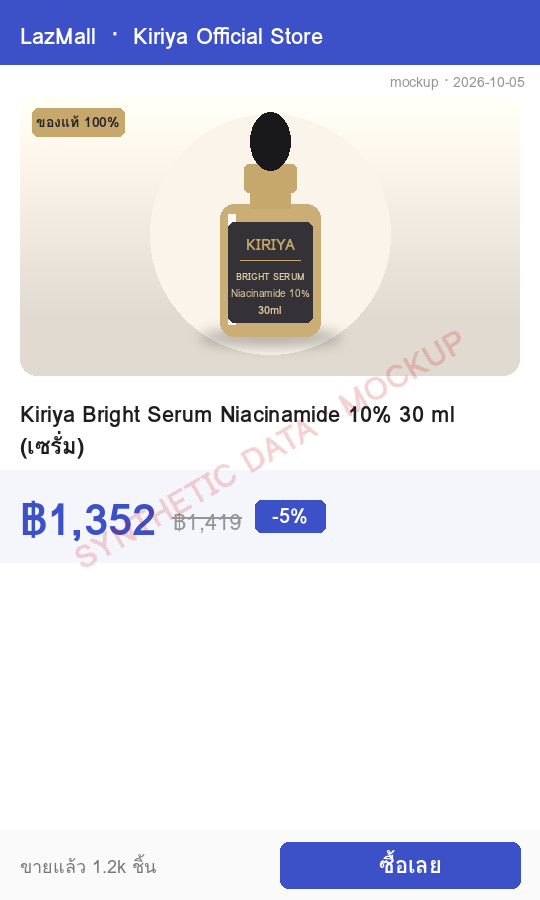 LazMall · Kiriya Official Store
mockup · 2026-10-05
ของแท้ 100%
KIRIYA
BRIGHT SERUM
Niacinamide 10%
30ml
Kiriya Bright Serum Niacinamide 10% 30 ml
(เซรั่ม)
฿1,352 ฿1,419 -5%
SYNTHETIC DATA · MOCKUP
ขายแล้ว 1.2k ชิ้น
ซื้อเลย